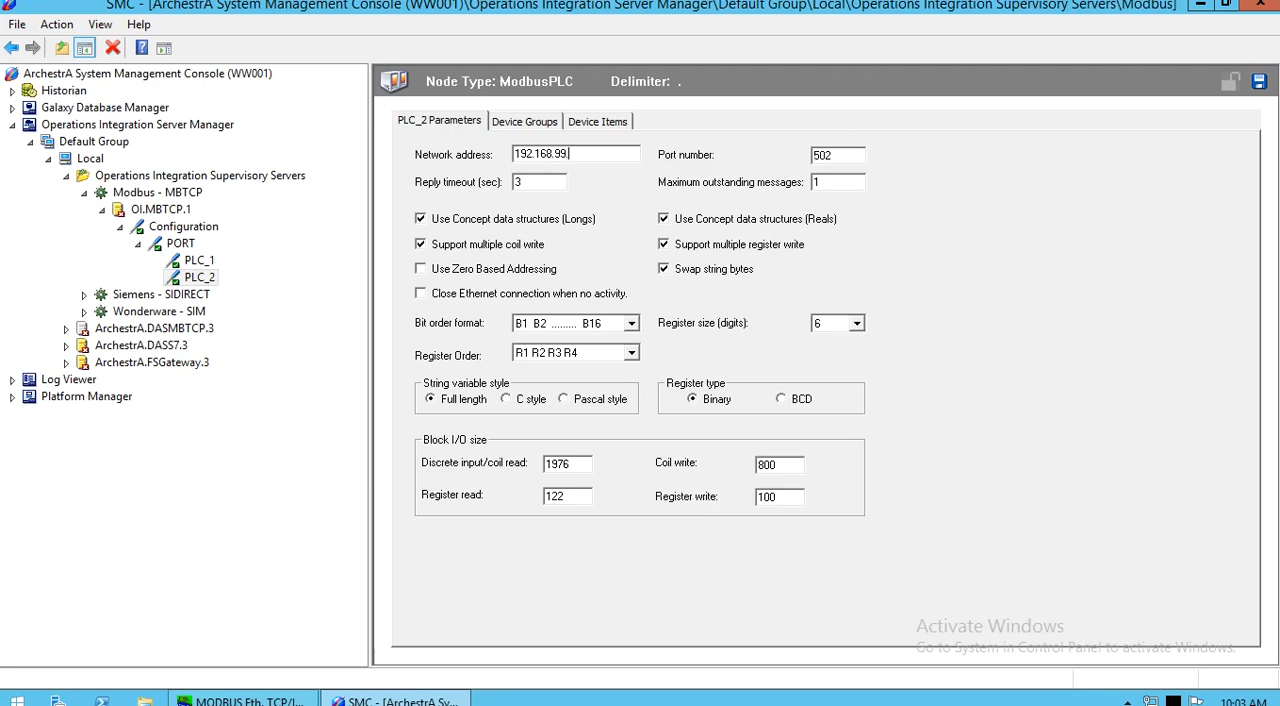 SMC - [ArchestrA System Management Console (WW001)\Operations Integration Server Manager\Default Group\Local\Operations Integration Supervisory Servers\Modbus]
File Action View Help
ArchestrA System Management Console (WW001)
Historian
Galaxy Database Manager
Operations Integration Server Manager
Default Group
Local
Operations Integration Supervisory Servers
Modbus - MBTCP
OI.MBTCP.1
Configuration
PORT
PLC_1
PLC_2
Siemens - SIDIRECT
Wonderware - SIM
ArchestrA.DASMBTCP.3
ArchestrA.DASS7.3
ArchestrA.FSGateway.3
Log Viewer
Platform Manager
Node Type: ModbusPLC Delimiter: .
PLC_2 Parameters Device Groups Device Items
Network address: 192.168.99. Port number: 502
Reply timeout (sec): 3 Maximum outstanding messages: 1
Use Concept data structures (Longs) Use Concept data structures (Reals)
Support multiple coil write Support multiple register write
Use Zero Based Addressing Swap string bytes
Close Ethernet connection when no activity.
Bit order format: B1 B2 ......... B16 Register size (digits): 6
Register Order: R1 R2 R3 R4
String variable style Register type
Full length C style Pascal style Binary BCD
Block I/O size
Discrete input/coil read: 1976 Coil write: 800
Register read: 122 Register write: 100
Activate Windows
Go to System in Control Panel to activate Windows.
MODBUS Eth. TCP/I... SMC - [ArchestrA Sy... 10:03 AM